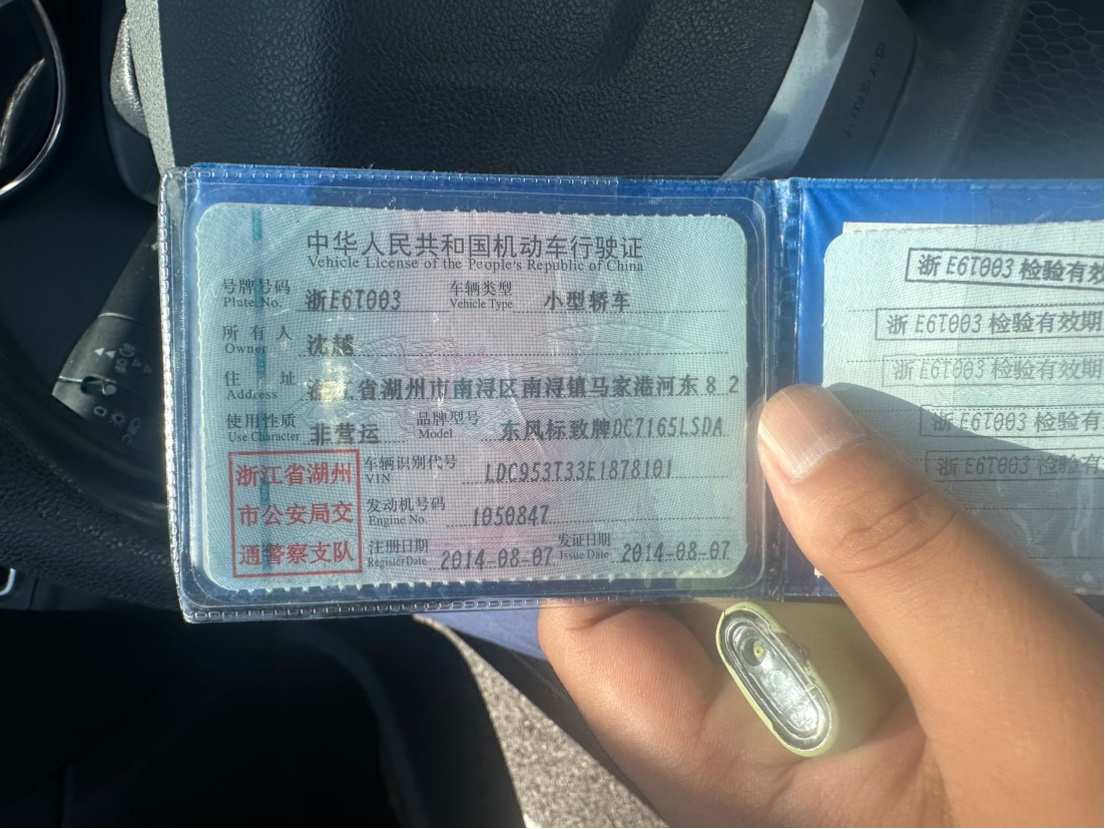 中华人民共和国机动车行驶证
Vehicle License of the People's Republic of China
号牌号码 浙E6T003 车辆类型 小型轿车
Plate No. Vehicle Type
所有人 沈越
Owner
住址 省湖州市南浔区南浔镇马家港河东82
Address
使用性质 非营运 品牌型号 东风标致牌DC7165LSDA
Use Character Model
浙江省湖州
市公安局交
通警察支队
车辆识别代号 LDC953T33E1878101
VIN
发动机号码 1050847
Engine No.
注册日期 2014-08-07 发证日期 2014-08-07
Register Date Issue Date
浙E6T003检验有效
浙E6T003检验有效期
浙E6T003检验有效期
浙E6T003检验有效期
浙E6T003检验有